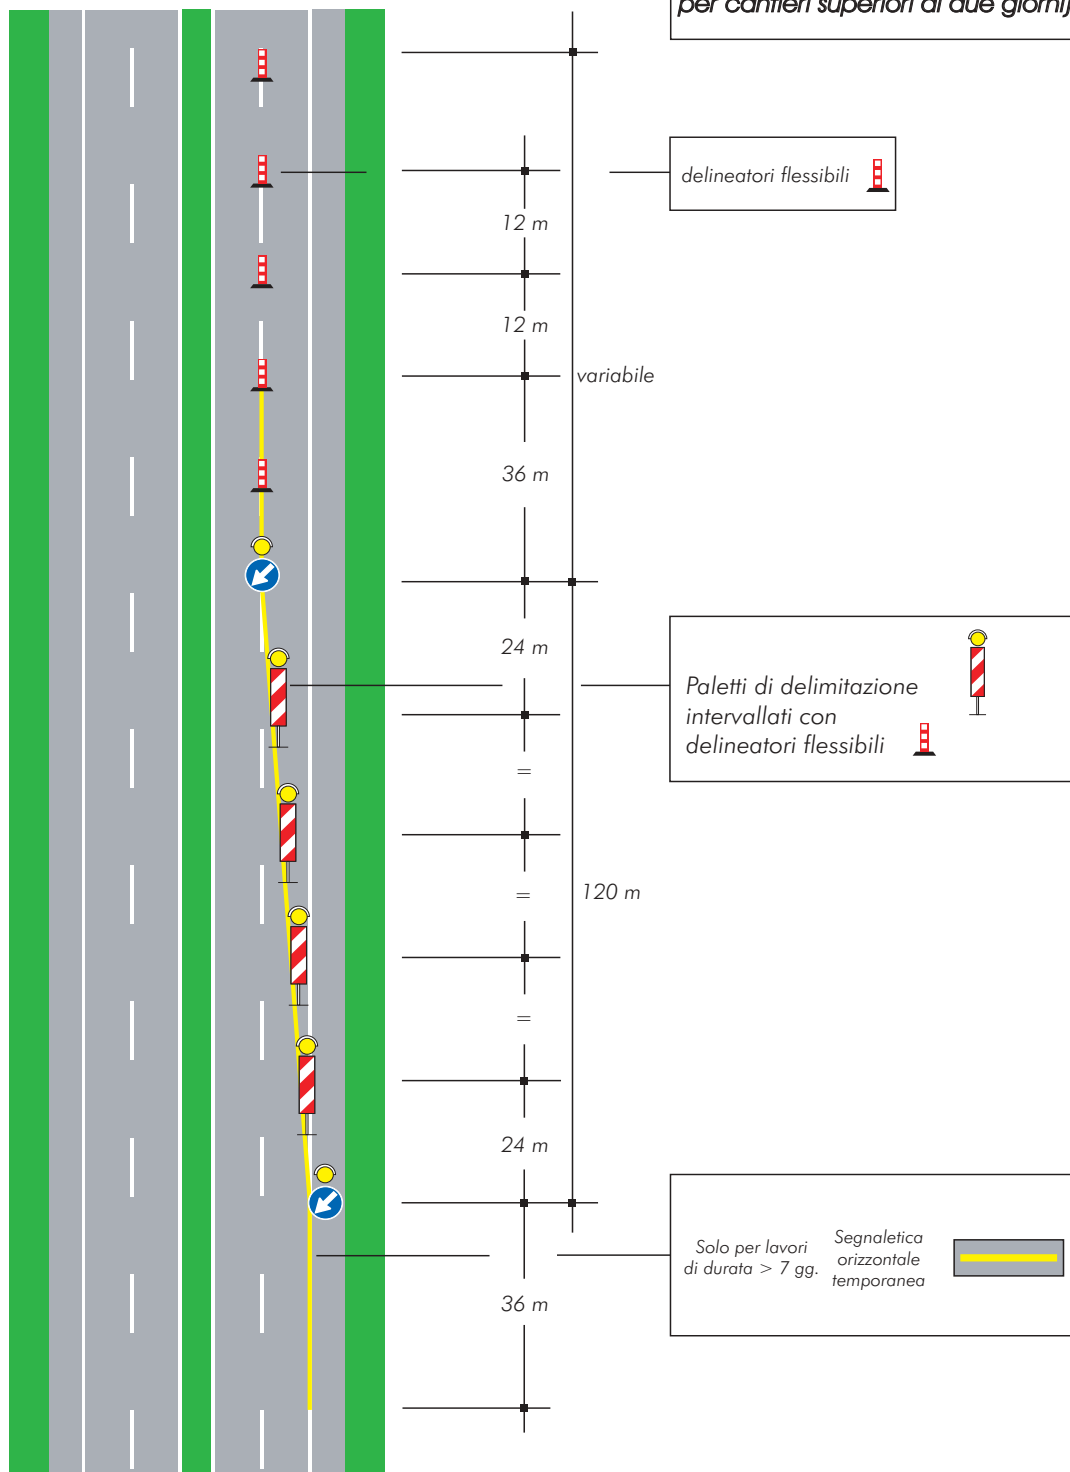 per cantieri superiori ai due giorni)
delineatori flessibili
12 m
12 m
variabile
36 m
24 m
Paletti di delimitazione
intervallati con
delineatori flessibili
=
=
120 m
=
24 m
Solo per lavori
di durata > 7 gg.
Segnaletica
orizzontale
temporanea
36 m